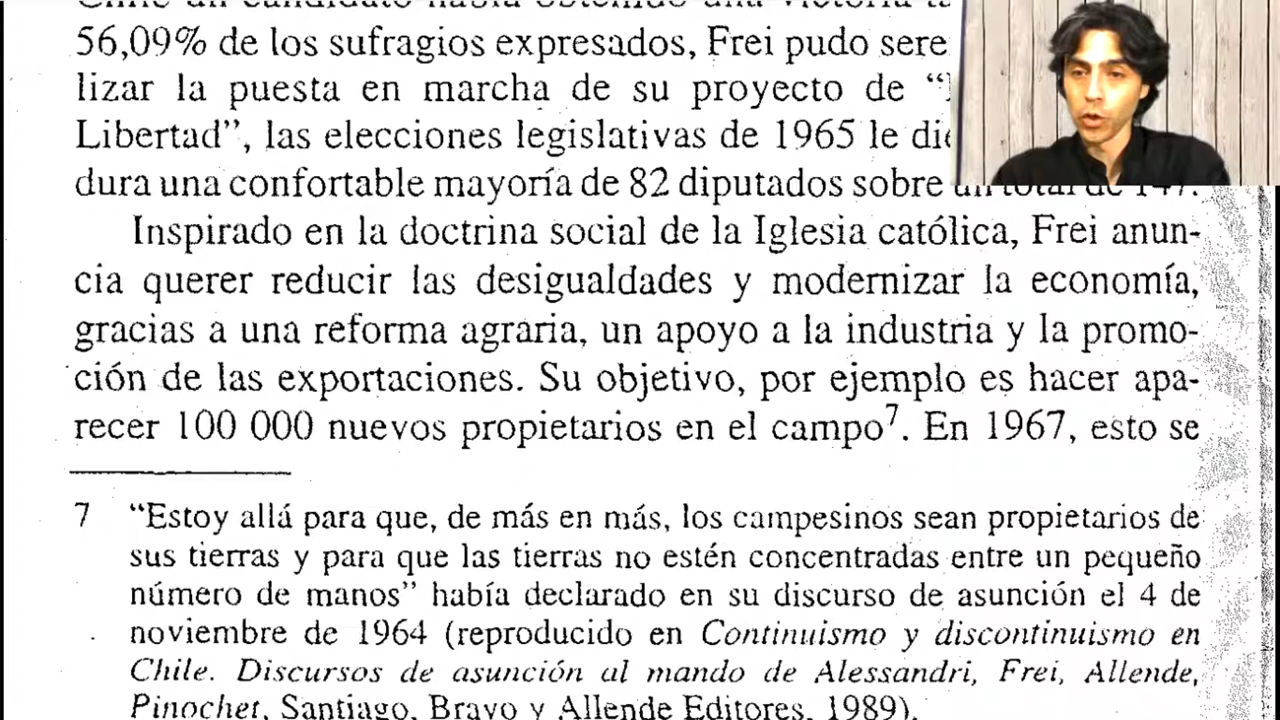 56,09% de los sufragios expresados, Frei pudo sere
lizar la puesta en marcha de su proyecto de “
Libertad”, las elecciones legislativas de 1965 le die
dura una confortable mayoría de 82 diputados sobre un total de 147.
Inspirado en la doctrina social de la Iglesia católica, Frei anun-
cia querer reducir las desigualdades y modernizar la economía,
gracias a una reforma agraria, un apoyo a la industria y la promo-
ción de las exportaciones. Su objetivo, por ejemplo es hacer apa-
recer 100 000 nuevos propietarios en el campo7. En 1967, esto se
7 “Estoy allá para que, de más en más, los campesinos sean propietarios de
sus tierras y para que las tierras no estén concentradas entre un pequeño
número de manos” había declarado en su discurso de asunción el 4 de
noviembre de 1964 (reproducido en Continuismo y discontinuismo en
Chile. Discursos de asunción al mando de Alessandri, Frei, Allende,
Pinochet, Santiago, Bravo y Allende Editores, 1989).